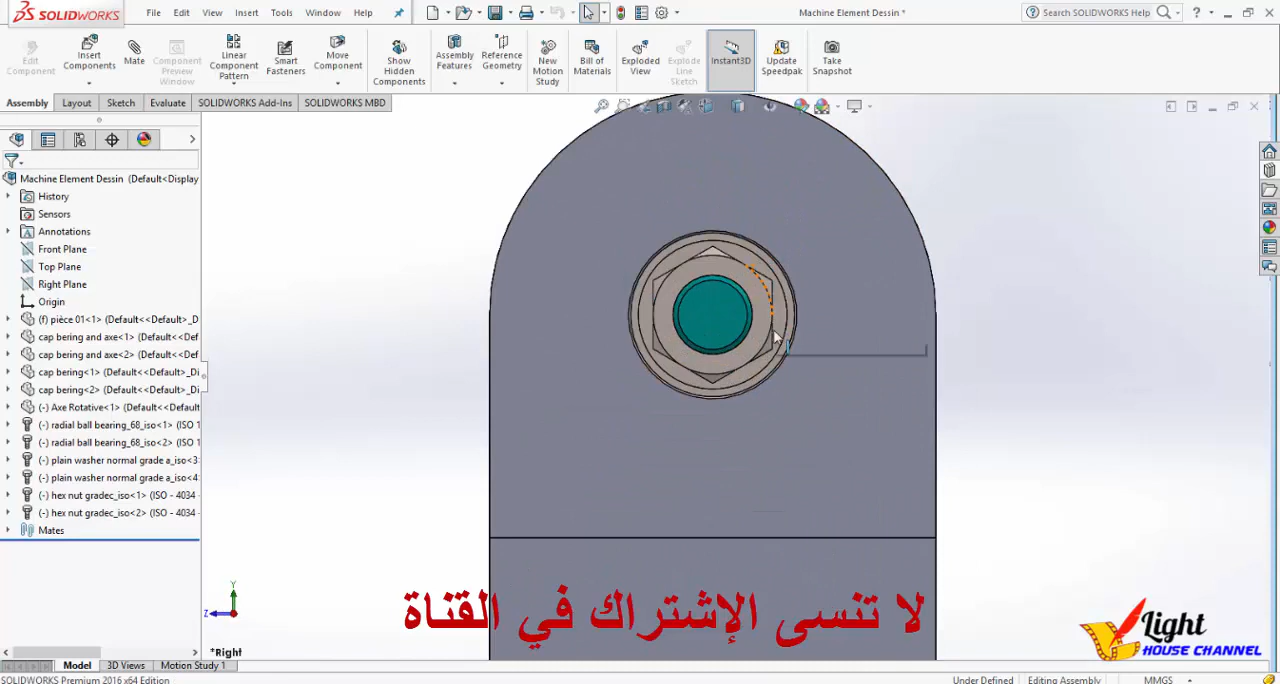 SOLIDWORKS
File Edit View Insert Tools Window Help
Machine Element Dessin *
Search SOLIDWORKS Help
Edit Component
Insert Components
Mate
Component Preview Window
Linear Component Pattern
Smart Fasteners
Move Component
Show Hidden Components
Assembly Features
Reference Geometry
New Motion Study
Bill of Materials
Exploded View
Explode Line Sketch
Instant3D
Update Speedpak
Take Snapshot
Assembly Layout Sketch Evaluate SOLIDWORKS Add-Ins SOLIDWORKS MBD
Machine Element Dessin (Default<Display
History
Sensors
Annotations
Front Plane
Top Plane
Right Plane
Origin
(f) pièce 01<1> (Default<<Default>_D
cap bering and axe<1> (Default<<Def
cap bering and axe<2> (Default<<Def
cap bering<1> (Default<<Default>_Di
cap bering<2> (Default<<Default>_Di
(-) Axe Rotative<1> (Default<<Default
(-) radial ball bearing_68_iso<1> (ISO 1
(-) radial ball bearing_68_iso<2> (ISO 1
(-) plain washer normal grade a_iso<3
(-) plain washer normal grade a_iso<4
(-) hex nut gradec_iso<1> (ISO - 4034 -
(-) hex nut gradec_iso<2> (ISO - 4034 -
Mates
Y
Z
*Right
لا تنسى الإشتراك في القناة
Light
HOUSE CHANNEL
Model 3D Views Motion Study 1
SOLIDWORKS Premium 2016 x64 Edition
Under Defined Editing Assembly MMGS